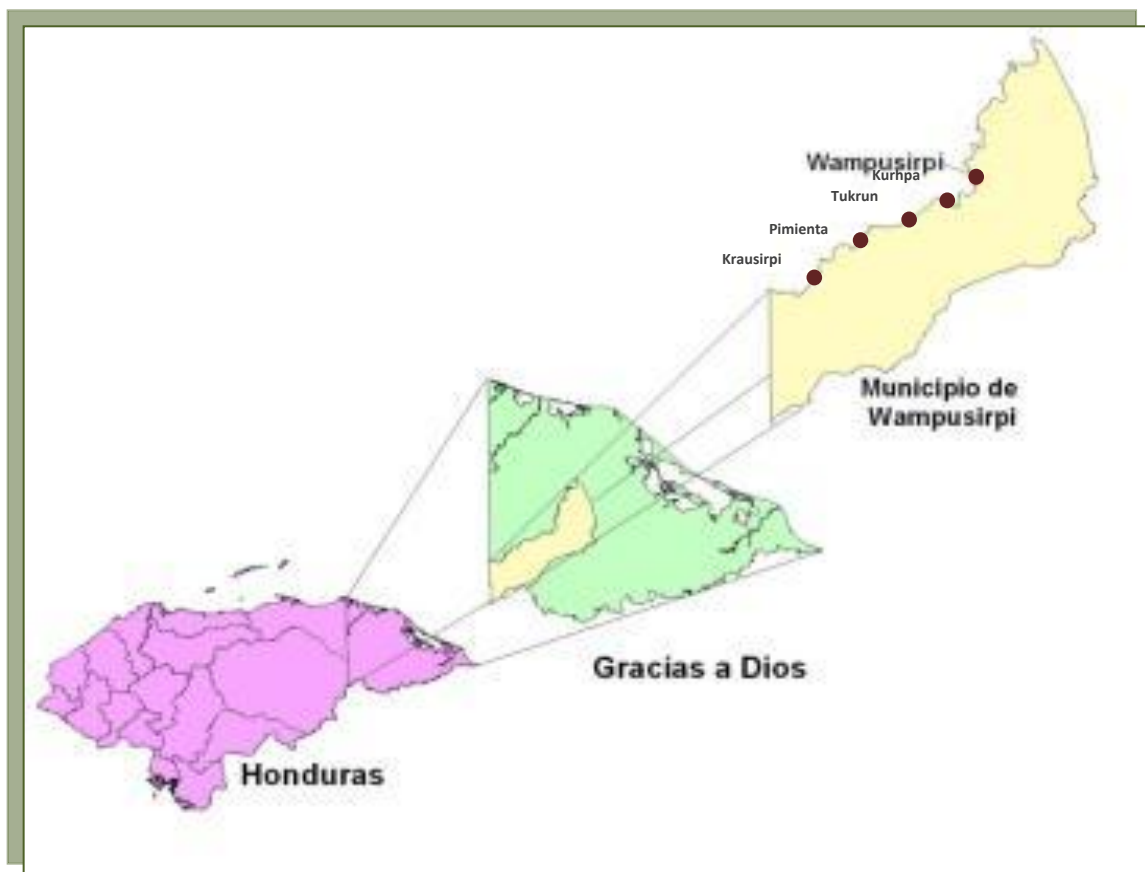 Wampusirpi
Kurhpa
Tukrun
Pimienta
Krausirpi
Municipio de
Wampusirpi
Gracias a Dios
Honduras